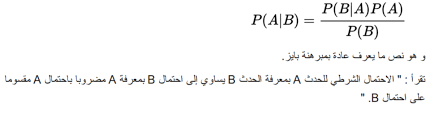 P(A|B) = P(B|A)P(A) / P(B)
و هو نص ما يعرف عادة بمبرهنة بايز.
تقرأ : " الاحتمال الشرطي للحدث A بمعرفة الحدث B يساوي إلى احتمال B بمعرفة A مضروبا باحتمال A مقسوما
على احتمال B. "